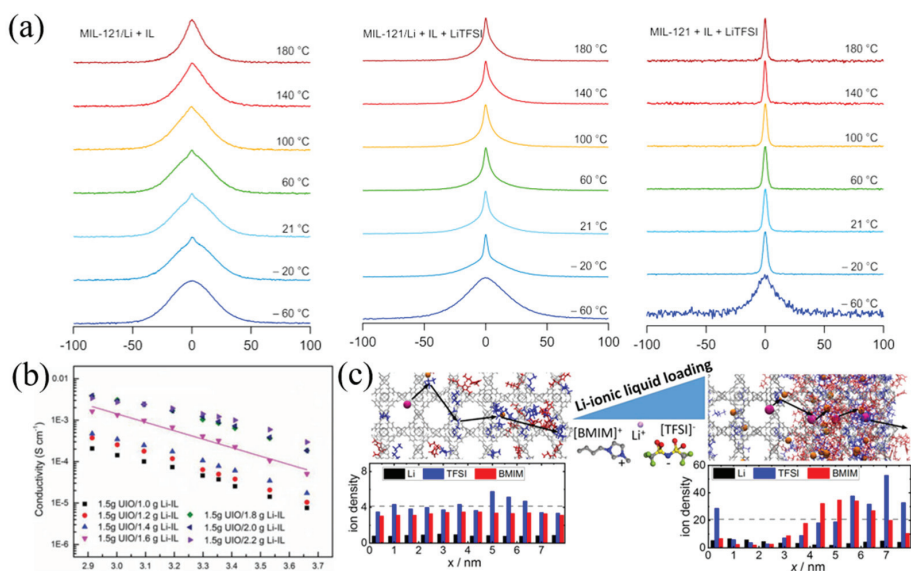 (a)
MIL-121/Li + IL
180 °C
140 °C
100 °C
60 °C
21 °C
– 20 °C
– 60 °C
-100 -50 0 50 100
MIL-121/Li + IL + LiTFSI
180 °C
140 °C
100 °C
60 °C
21 °C
– 20 °C
– 60 °C
-100 -50 0 50 100
MIL-121 + IL + LiTFSI
180 °C
140 °C
100 °C
60 °C
21 °C
– 20 °C
– 60 °C
-100 -50 0 50 100
(b)
Conductivity (S cm⁻¹)
0.01
1E-3
1E-4
1E-5
1E-6
1.5g UIO/1.0 g Li-IL
1.5g UIO/1.2 g Li-IL
1.5g UIO/1.4 g Li-IL
1.5g UIO/1.6 g Li-IL
1.5g UIO/1.8 g Li-IL
1.5g UIO/2.0 g Li-IL
1.5g UIO/2.2 g Li-IL
2.9 3.0 3.1 3.2 3.3 3.4 3.5 3.6 3.7
(c)
Li-ionic liquid loading
[BMIM]⁺ Li⁺ [TFSI]⁻
+
-
Li TFSI BMIM
ion density
8
6
4
2
0
0 1 2 3 4 5 6 7
x / nm
Li TFSI BMIM
ion density
60
40
20
0
0 1 2 3 4 5 6 7
x / nm